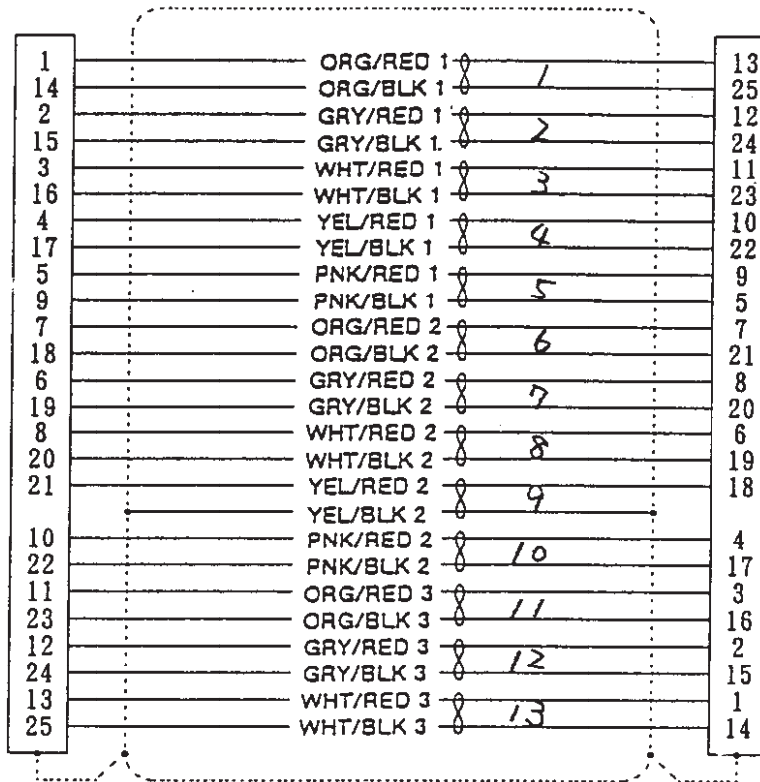 1 ORG/RED 1 13
14 ORG/BLK 1 1 25
2 GRY/RED 1 12
15 GRY/BLK 1. 2 24
3 WHT/RED 1 11
16 WHT/BLK 1 3 23
4 YEL/RED 1 10
17 YEL/BLK 1 4 22
5 PNK/RED 1 9
9 PNK/BLK 1 5 5
7 ORG/RED 2 7
18 ORG/BLK 2 6 21
6 GRY/RED 2 8
19 GRY/BLK 2 7 20
8 WHT/RED 2 6
20 WHT/BLK 2 8 19
21 YEL/RED 2 18
YEL/BLK 2 9
10 PNK/RED 2 4
22 PNK/BLK 2 10 17
11 ORG/RED 3 3
23 ORG/BLK 3 11 16
12 GRY/RED 3 2
24 GRY/BLK 3 12 15
13 WHT/RED 3 1
25 WHT/BLK 3 13 14